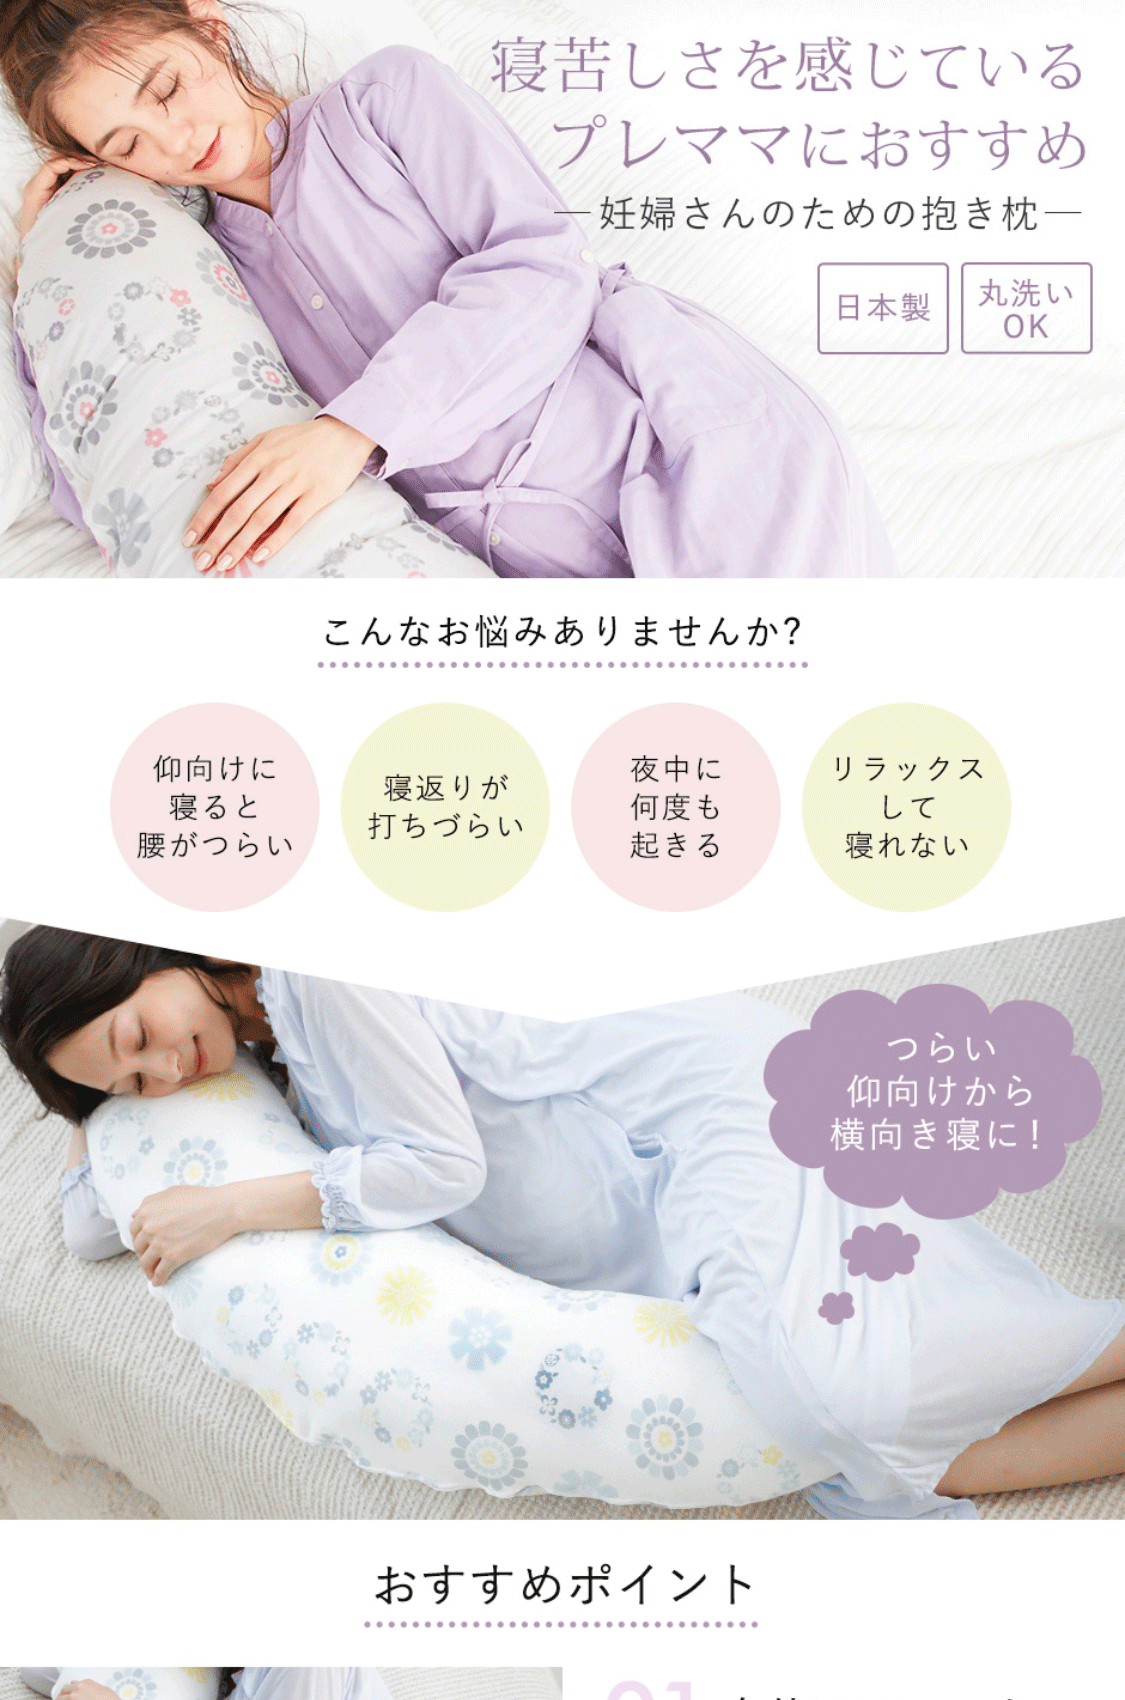 寝苦しさを感じている
プレママにおすすめ
―妊婦さんのための抱き枕―
日本製
丸洗い
OK
こんなお悩みありませんか?
仰向けに
寝ると
腰がつらい
寝返りが
打ちづらい
夜中に
何度も
起きる
リラックス
して
寝れない
つらい
仰向けから
横向き寝に!
おすすめポイント
01